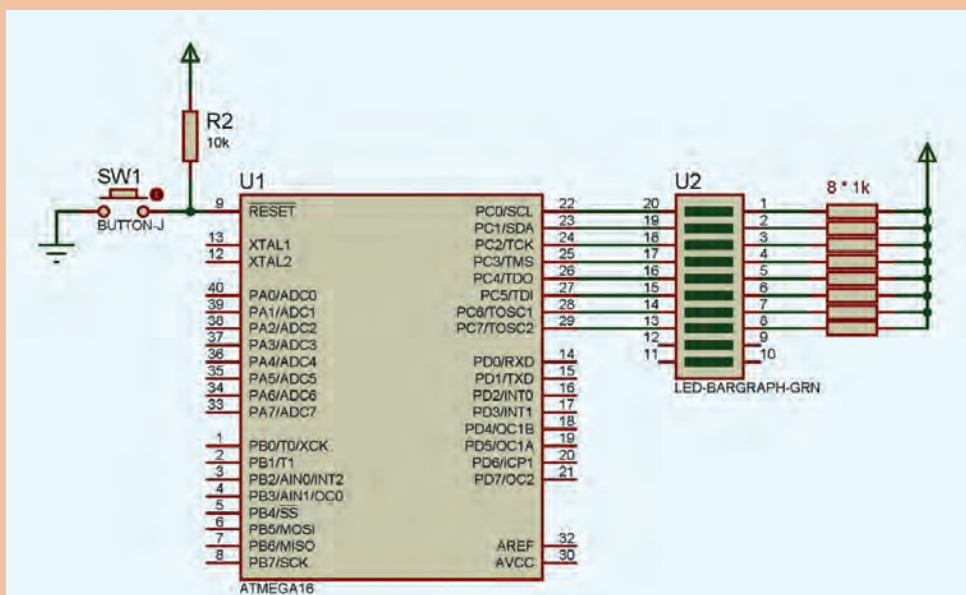 R2
10k
SW1
BUTTON-J
U1
9 RESET
13 XTAL1
12 XTAL2
40 PA0/ADC0
39 PA1/ADC1
38 PA2/ADC2
37 PA3/ADC3
36 PA4/ADC4
35 PA5/ADC5
34 PA6/ADC6
33 PA7/ADC7
1 PB0/T0/XCK
2 PB1/T1
3 PB2/AIN0/INT2
4 PB3/AIN1/OC0
5 PB4/SS
6 PB5/MOSI
7 PB6/MISO
8 PB7/SCK
PC0/SCL 22
PC1/SDA 23
PC2/TCK 24
PC3/TMS 25
PC4/TDO 26
PC5/TDI 27
PC6/TOSC1 28
PC7/TOSC2 29
PD0/RXD 14
PD1/TXD 15
PD2/INT0 16
PD3/INT1 17
PD4/OC1B 18
PD5/OC1A 19
PD6/ICP1 20
PD7/OC2 21
AREF 32
AVCC 30
ATMEGA16
U2
20 1
19 2
18 3
17 4
16 5
15 6
14 7
13 8
12 9
11 10
LED-BARGRAPH-GRN
8 * 1k